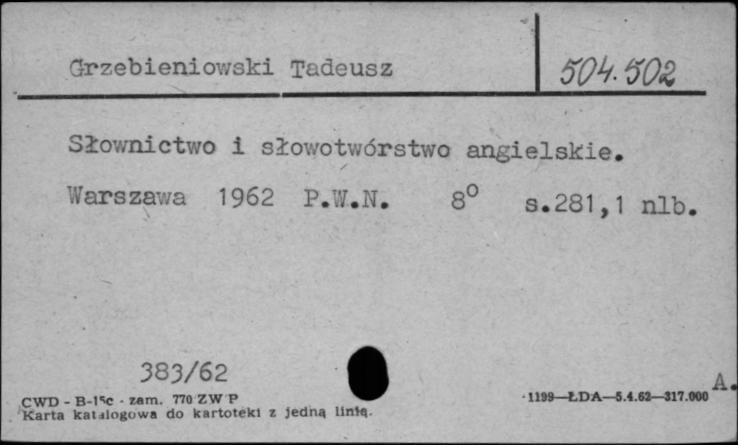 Grzebieniowski Tadeusz 504.502
Słownictwo i słowotwórstwo angielskie.
Warszawa 1962 P.W.N. 8º s.281,1 nlb.
383/62
A.
CWD - B-15c - zam. 770 ZWP 1199—ŁDA—5.4.62—317.000
Karta katalogowa do kartoteki z jedną linią.